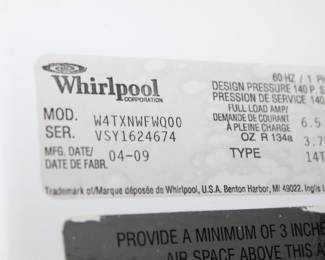 Whirlpool
CORPORATION
MOD. W4TXNWFWQ00
SER. VSY1624674
MFG. DATE/
DATE DE FABR. 04-09
60 HZ / 1
DESIGN PRESSURE 140 P.
PRESSION DE SERVICE 140
FULL LOAD AMP/
DEMANDE DE COURANT
À PLEINE CHARGE 6.5
OZ R 134a 3.7
TYPE 14T
Trademark of/Marque déposée de Whirlpool, U.S.A. Benton Harbor, MI 49022. Inglis
PROVIDE A MINIMUM OF 3 INCHE
AIR SPACE ABOVE THIS